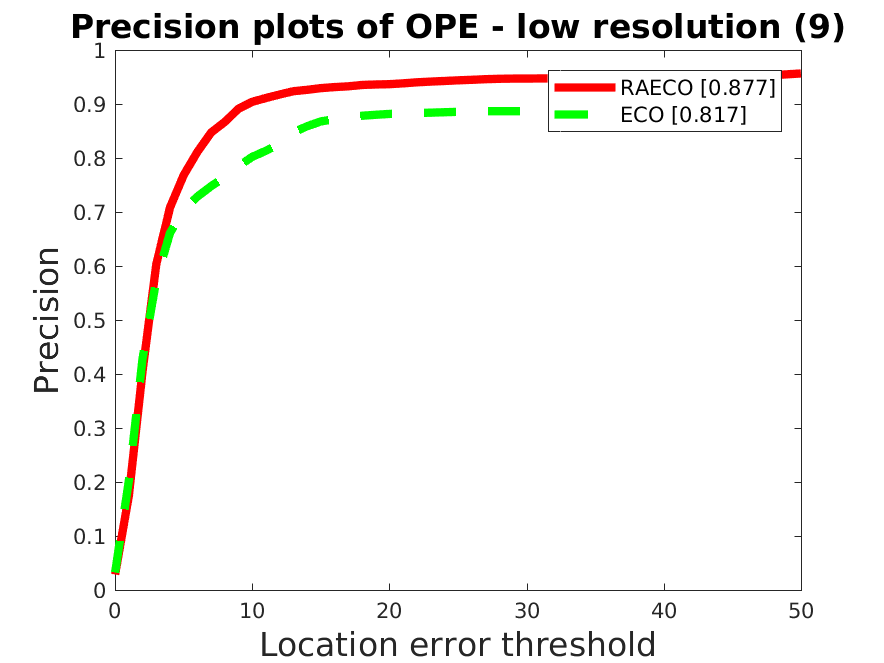 Precision plots of OPE - low resolution (9)
1
0.9
0.8
0.7
0.6
0.5
0.4
0.3
0.2
0.1
0
Precision
RAECO [0.877]
ECO [0.817]
0 10 20 30 40 50
Location error threshold